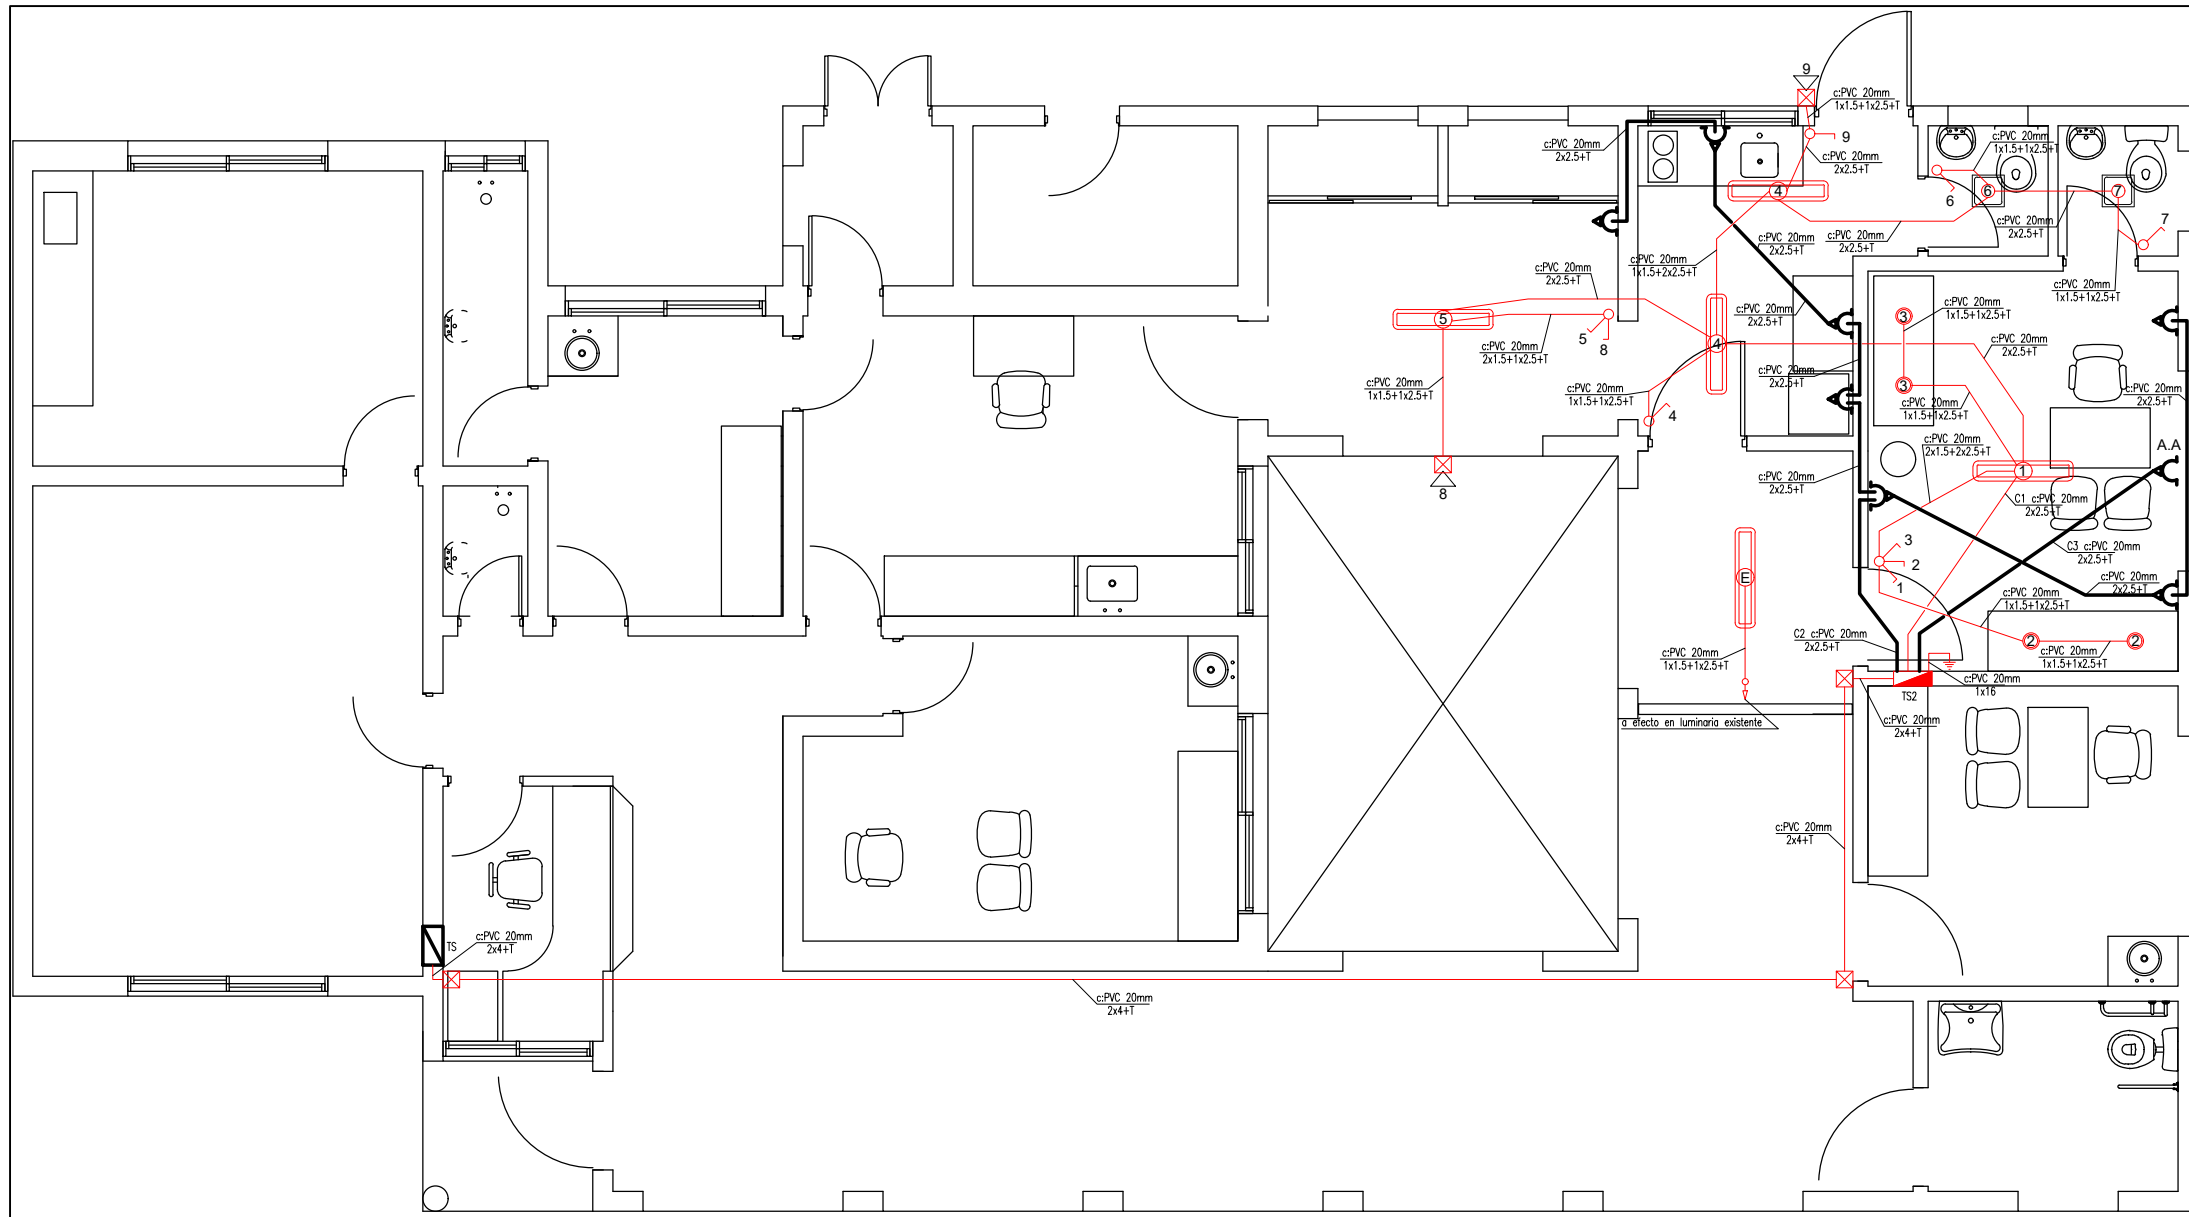 9
c:PVC 20mm
1x1.5+1x2.5+T
9
c:PVC 20mm
2x2.5+T
c:PVC 20mm
2x2.5+T
c:PVC 20mm
1x1.5+1x2.5+T
4
6
7
6
7
c:PVC 20mm
2x2.5+T
c:PVC 20mm
2x2.5+T
c:PVC 20mm
2x2.5+T
c:PVC 20mm
1x1.5+2x2.5+T
c:PVC 20mm
2x2.5+T
c:PVC 20mm
1x1.5+1x2.5+T
c:PVC 20mm
1x1.5+1x2.5+T
c:PVC 20mm
2x2.5+T
5
5
8
3
4
c:PVC 20mm
2x1.5+1x2.5+T
c:PVC 20mm
2x2.5+T
c:PVC 20mm
2x2.5+T
3
c:PVC 20mm
1x1.5+1x2.5+T
c:PVC 20mm
1x1.5+1x2.5+T
c:PVC 20mm
2x2.5+T
c:PVC 20mm
1x1.5+1x2.5+T
4
c:PVC 20mm
2x1.5+2x2.5+T
A.A
1
8
c:PVC 20mm
2x2.5+T
C1 c:PVC 20mm
2x2.5+T
3
2
1
C3 c:PVC 20mm
2x2.5+T
E
c:PVC 20mm
2x2.5+T
c:PVC 20mm
1x1.5+1x2.5+T
C2 c:PVC 20mm
2x2.5+T
2
2
c:PVC 20mm
1x1.5+1x2.5+T
c:PVC 20mm
1x1.5+1x2.5+T
c:PVC 20mm
1x16
TS2
a efecto en luminaria existente
c:PVC 20mm
2x4+T
c:PVC 20mm
2x4+T
TS
c:PVC 20mm
2x4+T
c:PVC 20mm
2x4+T